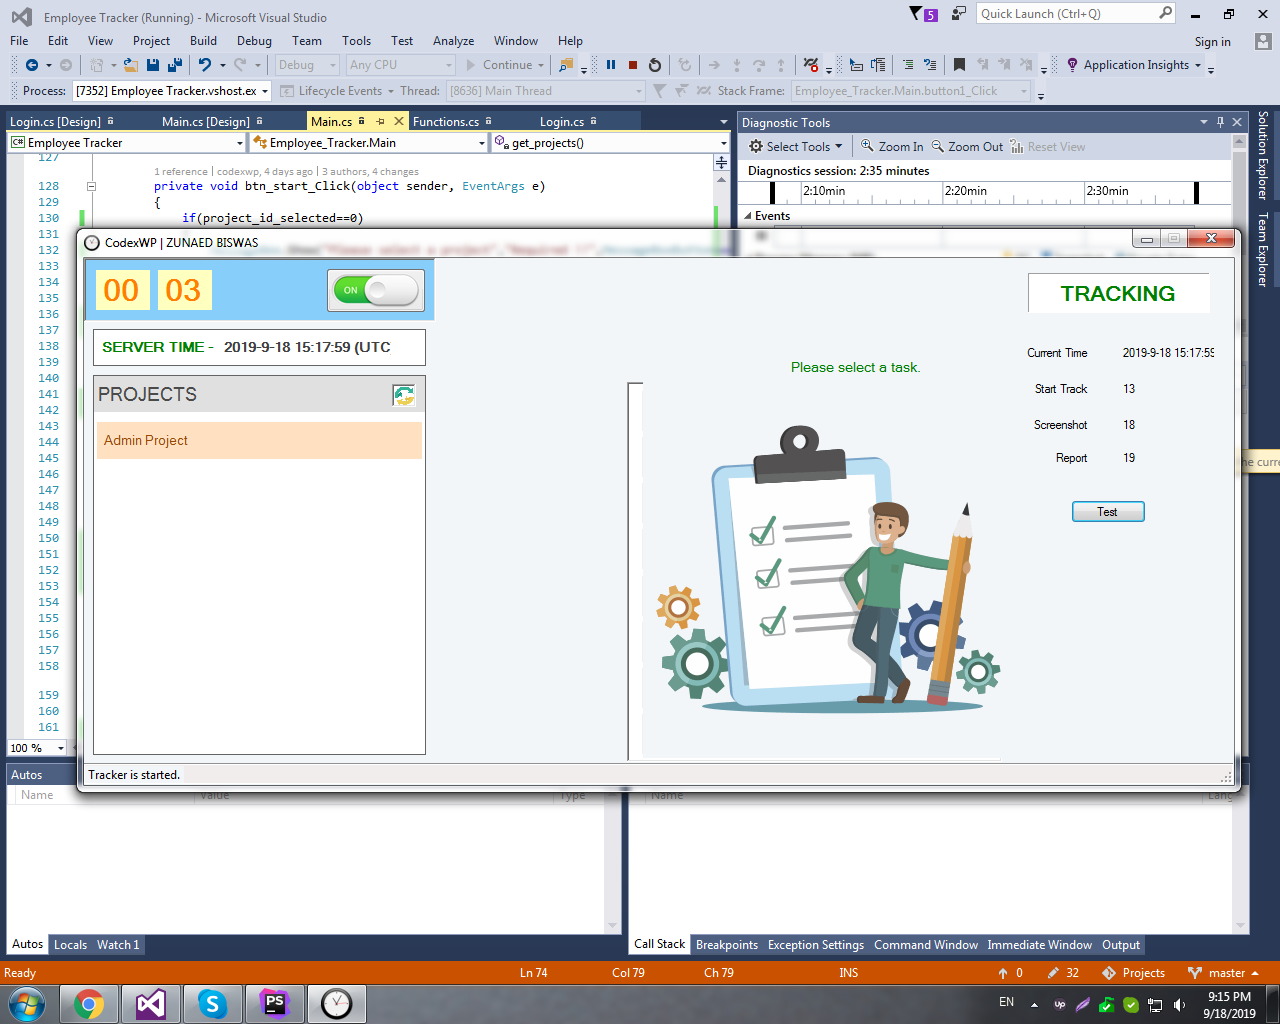 Employee Tracker (Running) - Microsoft Visual Studio
5
Quick Launch (Ctrl+Q)
File Edit View Project Build Debug Team Tools Test Analyze Window Help
Sign in
Debug Any CPU Continue Application Insights
Process: [7352] Employee Tracker.vshost.ex Lifecycle Events Thread: [8636] Main Thread Stack Frame: Employee_Tracker.Main.button1_Click
Login.cs [Design] Main.cs [Design] Main.cs Functions.cs Login.cs
C# Employee Tracker Employee_Tracker.Main get_projects()
127
1 reference | codexwp, 4 days ago | 3 authors, 4 changes
128 private void btn_start_Click(object sender, EventArgs e)
129 {
130 if(project_id_selected==0)
131
132
133
134
135
136
137
138
139
140
141
142
143
144
145
146
147
148
149
150
151
152
153
154
155
156
157
158
159
160
161
100 %
Diagnostic Tools
Select Tools Zoom In Zoom Out Reset View
Diagnostics session: 2:35 minutes
2:10min 2:20min 2:30min
Events
Solution Explorer
Team Explorer
he curre
CodexWP | ZUNAED BISWAS
00 03 ON
SERVER TIME - 2019-9-18 15:17:59 (UTC
PROJECTS
Admin Project
Please select a task.
TRACKING
Current Time 2019-9-18 15:17:59
Start Track 13
Screenshot 18
Report 19
Test
Tracker is started.
Autos
Name Value Type
Name Lang
Autos Locals Watch 1
Call Stack Breakpoints Exception Settings Command Window Immediate Window Output
Ready Ln 74 Col 79 Ch 79 INS 0 32 Projects master
PS
EN
up
9:15 PM
9/18/2019